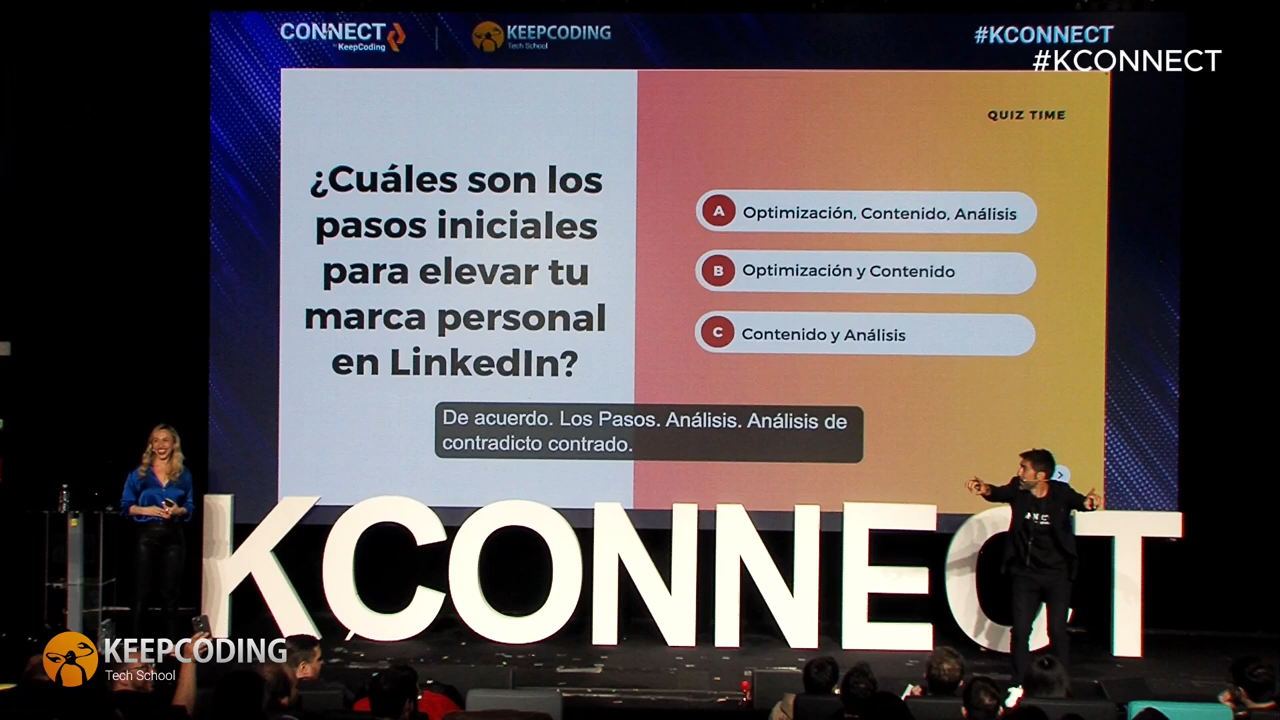 CONNECT
by KeepCoding
KEEPCODING
Tech School
#KCONNECT
#KCONNECT
QUIZ TIME
¿Cuáles son los
pasos iniciales
para elevar tu
marca personal
en LinkedIn?
A Optimización, Contenido, Análisis
B Optimización y Contenido
C Contenido y Análisis
De acuerdo. Los Pasos. Análisis. Análisis de
contradicto contrado.
KCONNECT
KEEPCODING
Tech School